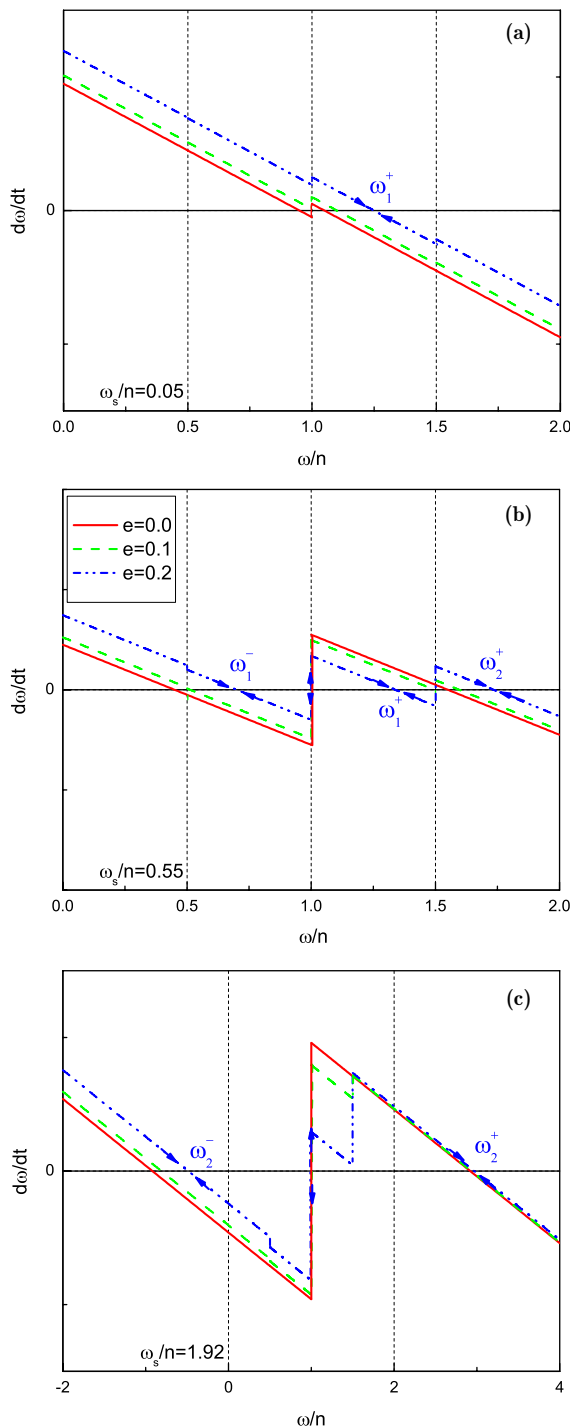 (a)
ω₁⁺
dω/dt
0
ωₛ/n=0.05
0.0 0.5 1.0 1.5 2.0
ω/n
(b)
e=0.0
e=0.1
e=0.2
ω₁⁻
ω₂⁺
dω/dt
0
ω₁⁺
ωₛ/n=0.55
0.0 0.5 1.0 1.5 2.0
ω/n
(c)
ω₂⁻
ω₂⁺
dω/dt
0
ωₛ/n=1.92
-2 0 2 4
ω/n